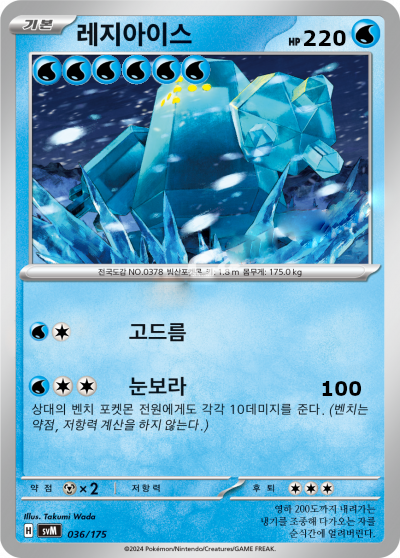 기본 레지아이스 HP 220
전국도감 NO.0378 빙산포켓몬 키: 1.8 m 몸무게: 175.0 kg
고드름
눈보라 100
상대의 벤치 포켓몬 전원에게도 각각 10데미지를 준다. (벤치는
약점, 저항력 계산을 하지 않는다.)
약점 ×2 저항력 후퇴
Illus. Takumi Wada
H svM 036/175
영하 200도까지 내려가는
냉기를 조종해 다가오는 자를
순식간에 얼려버린다.
©2024 Pokémon/Nintendo/Creatures/GAME FREAK.